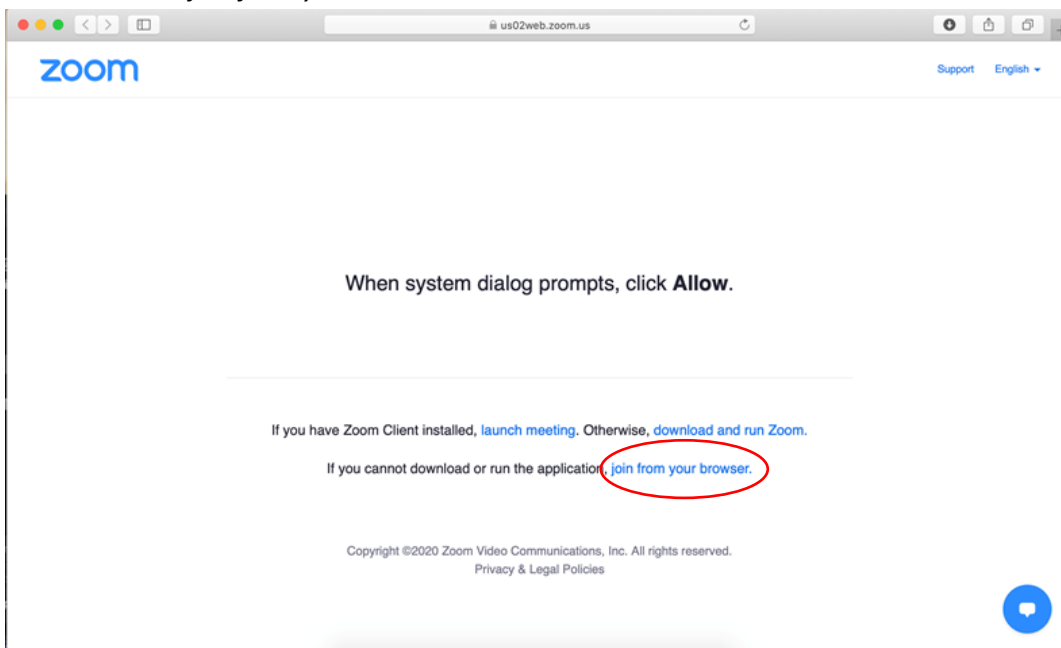 us02web.zoom.us
zoom
Support English
When system dialog prompts, click Allow.
If you have Zoom Client installed, launch meeting. Otherwise, download and run Zoom.
If you cannot download or run the application, join from your browser.
Copyright ©2020 Zoom Video Communications, Inc. All rights reserved.
Privacy & Legal Policies